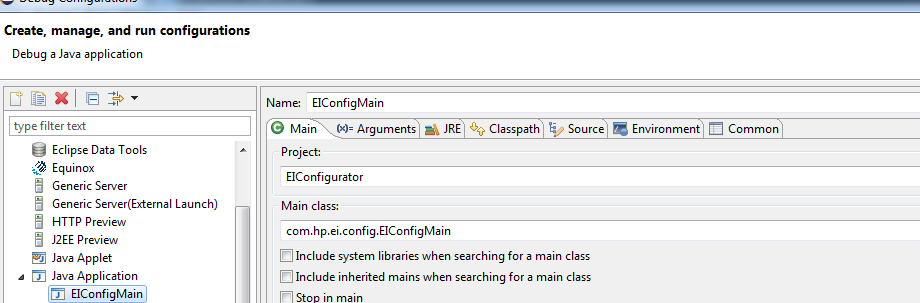 Debug Configurations
Create, manage, and run configurations
Debug a Java application
type filter text
Eclipse Data Tools
Equinox
Generic Server
Generic Server(External Launch)
HTTP Preview
J2EE Preview
Java Applet
Java Application
EIConfigMain
Name: EIConfigMain
Main (x)= Arguments JRE Classpath Source Environment Common
Project:
EIConfigurator
Main class:
com.hp.ei.config.EIConfigMain
Include system libraries when searching for a main class
Include inherited mains when searching for a main class
Stop in main